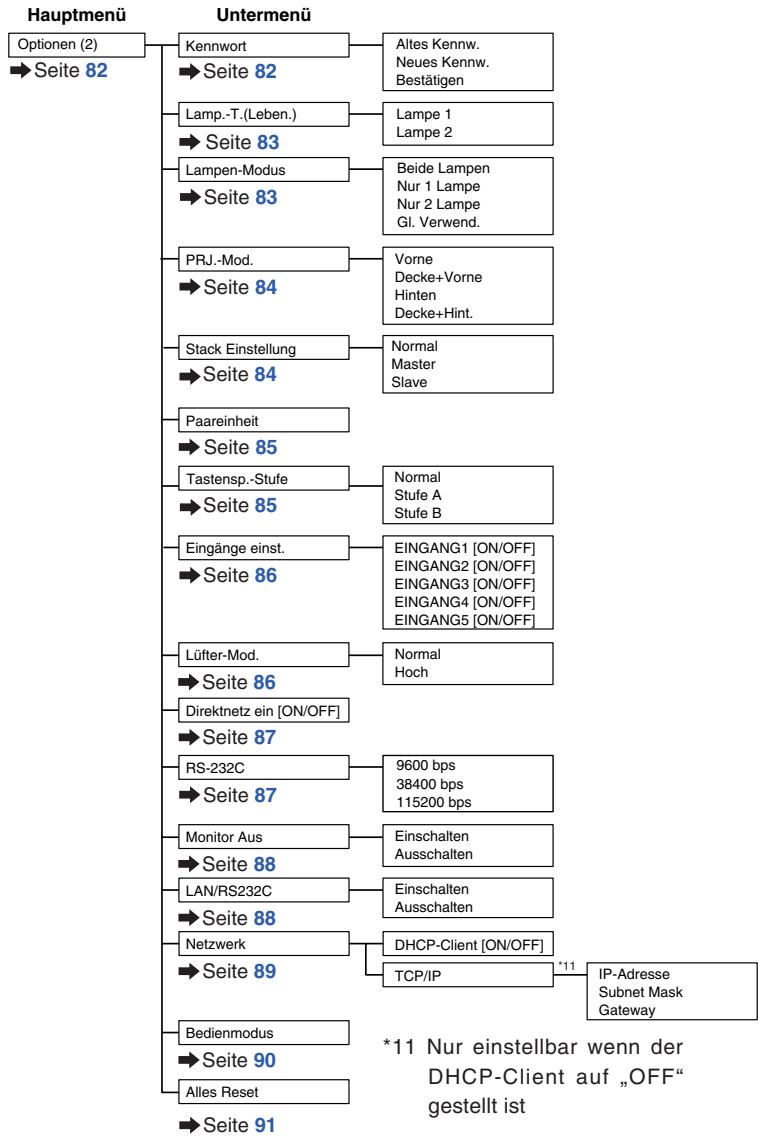 Hauptmenü Untermenü
Optionen (2)
Seite 82
Kennwort
Seite 82
Altes Kennw.
Neues Kennw.
Bestätigen
Lamp.-T.(Leben.)
Seite 83
Lampe 1
Lampe 2
Lampen-Modus
Seite 83
Beide Lampen
Nur 1 Lampe
Nur 2 Lampe
Gl. Verwend.
PRJ.-Mod.
Seite 84
Vorne
Decke+Vorne
Hinten
Decke+Hint.
Stack Einstellung
Seite 84
Normal
Master
Slave
Paareinheit
Seite 85
Tastensp.-Stufe
Seite 85
Normal
Stufe A
Stufe B
Eingänge einst.
Seite 86
EINGANG1 [ON/OFF]
EINGANG2 [ON/OFF]
EINGANG3 [ON/OFF]
EINGANG4 [ON/OFF]
EINGANG5 [ON/OFF]
Lüfter-Mod.
Seite 86
Normal
Hoch
Direktnetz ein [ON/OFF]
Seite 87
RS-232C
Seite 87
9600 bps
38400 bps
115200 bps
Monitor Aus
Seite 88
Einschalten
Ausschalten
LAN/RS232C
Seite 88
Einschalten
Ausschalten
Netzwerk
Seite 89
DHCP-Client [ON/OFF]
TCP/IP
*11
IP-Adresse
Subnet Mask
Gateway
Bedienmodus
Seite 90
Alles Reset
Seite 91
*11 Nur einstellbar wenn der
DHCP-Client auf „OFF“
gestellt ist